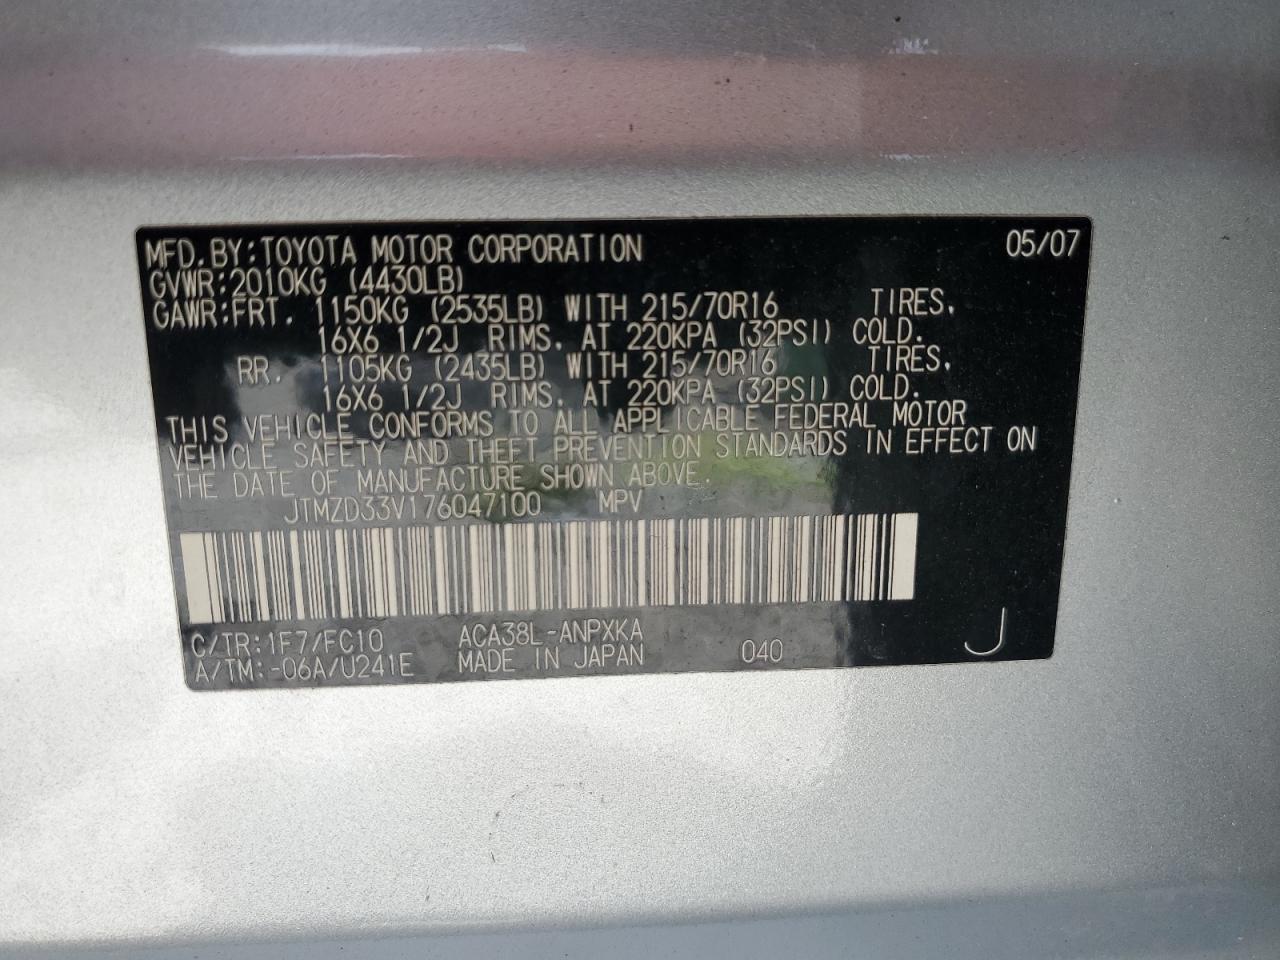 MFD.BY:TOYOTA MOTOR CORPORATION 05/07
GVWR:2010KG (4430LB)
GAWR:FRT. 1150KG (2535LB) WITH 215/70R16 TIRES.
16X6 1/2J RIMS. AT 220KPA (32PSI) COLD.
RR. 1105KG (2435LB) WITH 215/70R16 TIRES.
16X6 1/2J RIMS. AT 220KPA (32PSI) COLD.
THIS VEHICLE CONFORMS TO ALL APPLICABLE FEDERAL MOTOR
VEHICLE SAFETY AND THEFT PREVENTION STANDARDS IN EFFECT ON
THE DATE OF MANUFACTURE SHOWN ABOVE.
JTMZD33V176047100 MPV
C/TR:1F7/FC10 ACA38L-ANPXKA
A/TM:-06A/U241E MADE IN JAPAN 040 J